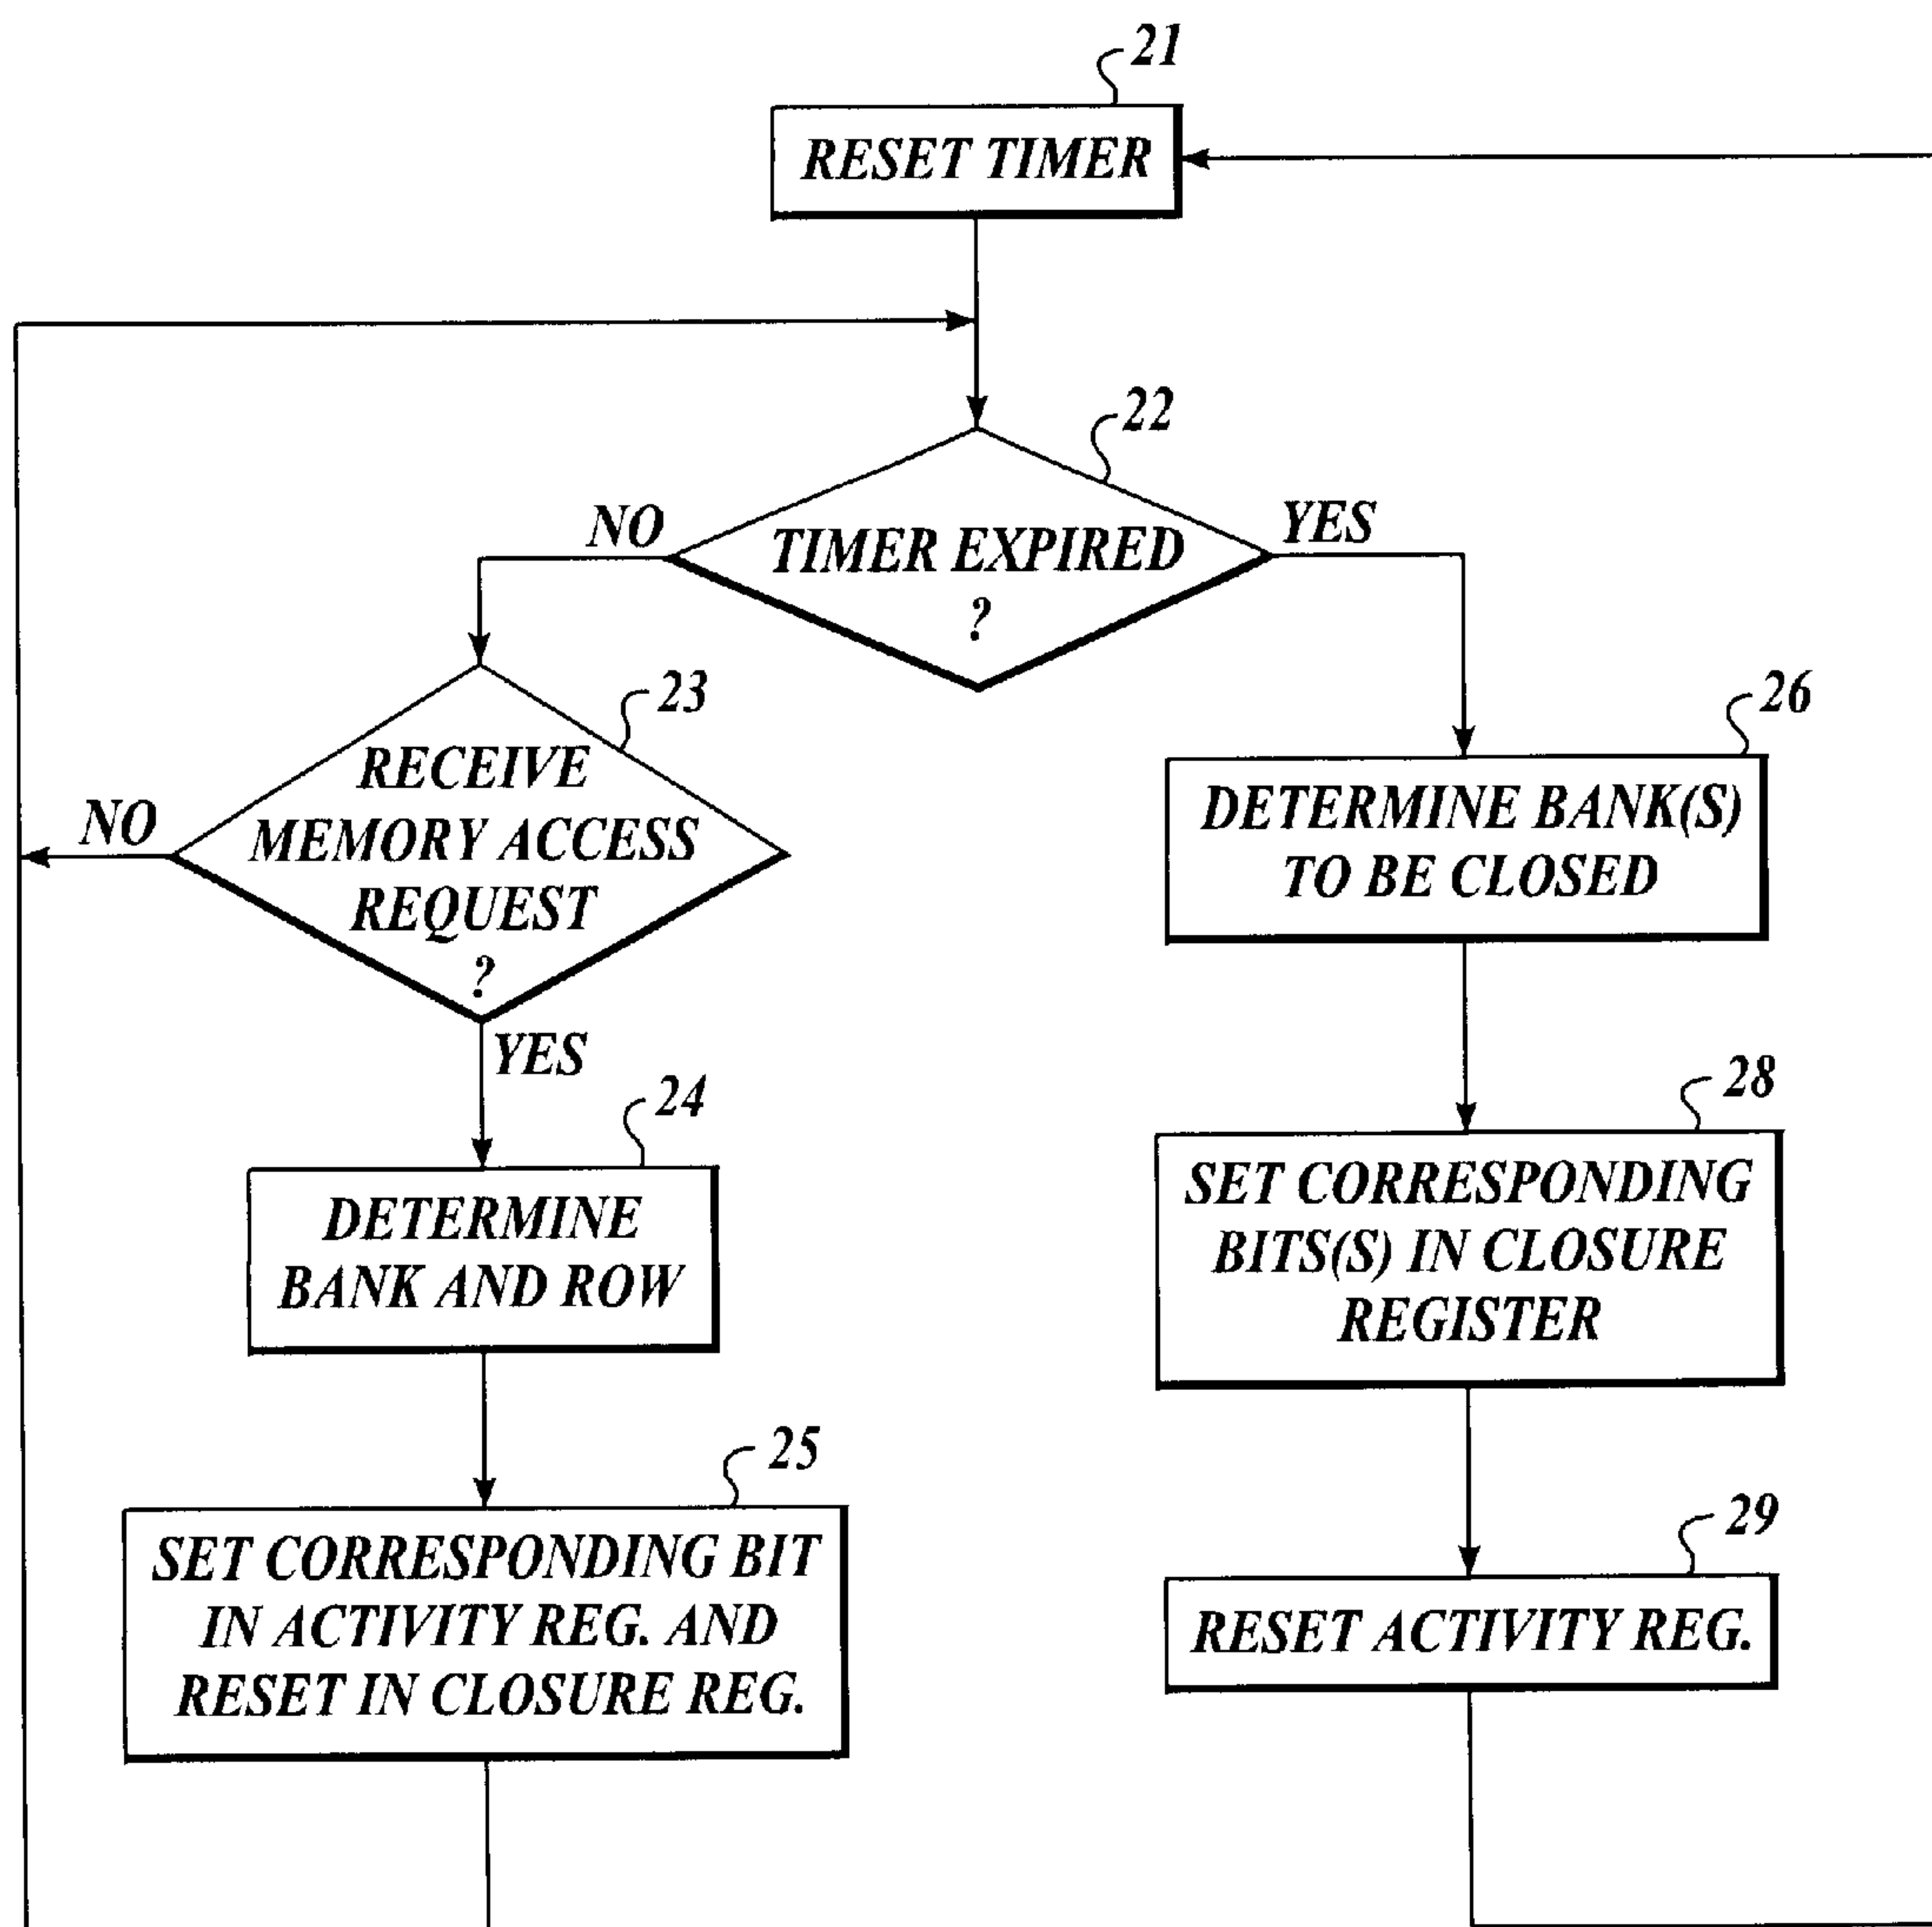 21
RESET TIMER
22
NO
YES
TIMER EXPIRED
?
23
26
RECEIVE
MEMORY ACCESS
REQUEST
?
NO
DETERMINE BANK(S)
TO BE CLOSED
YES
24
28
DETERMINE
BANK AND ROW
SET CORRESPONDING
BITS(S) IN CLOSURE
REGISTER
25
29
SET CORRESPONDING BIT
IN ACTIVITY REG. AND
RESET IN CLOSURE REG.
RESET ACTIVITY REG.